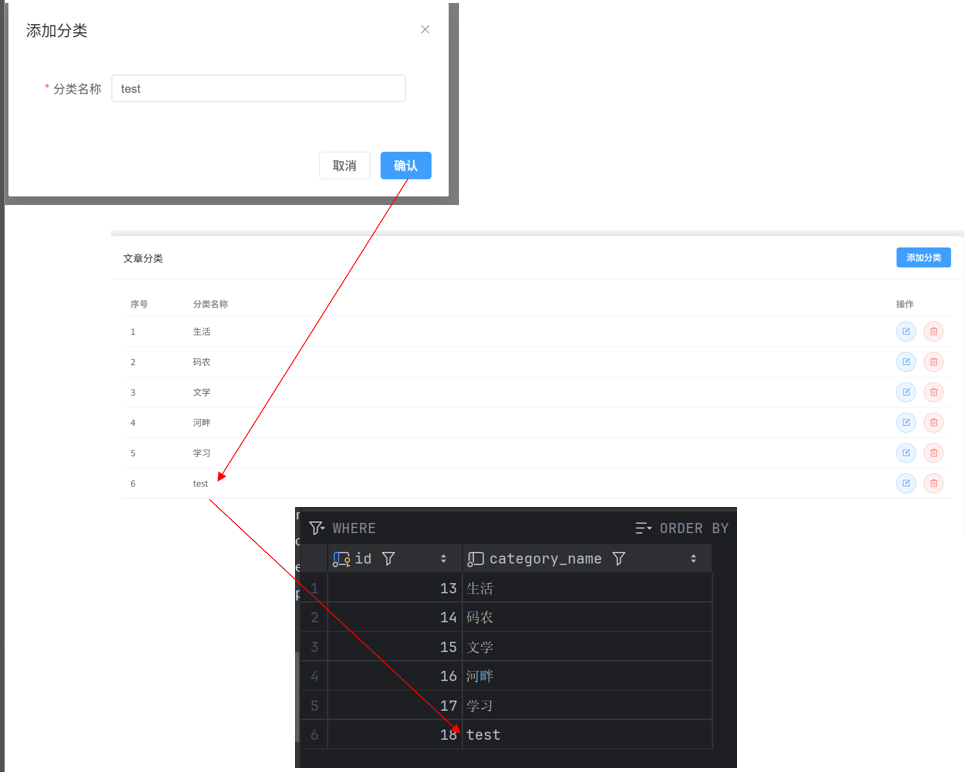 添加分类
* 分类名称 test
取消 确认
文章分类 添加分类
序号 分类名称 操作
1 生活
2 码农
3 文学
4 河畔
5 学习
6 test
WHERE ORDER BY
id category_name
1 13 生活
2 14 码农
3 15 文学
4 16 河畔
5 17 学习
6 18 test